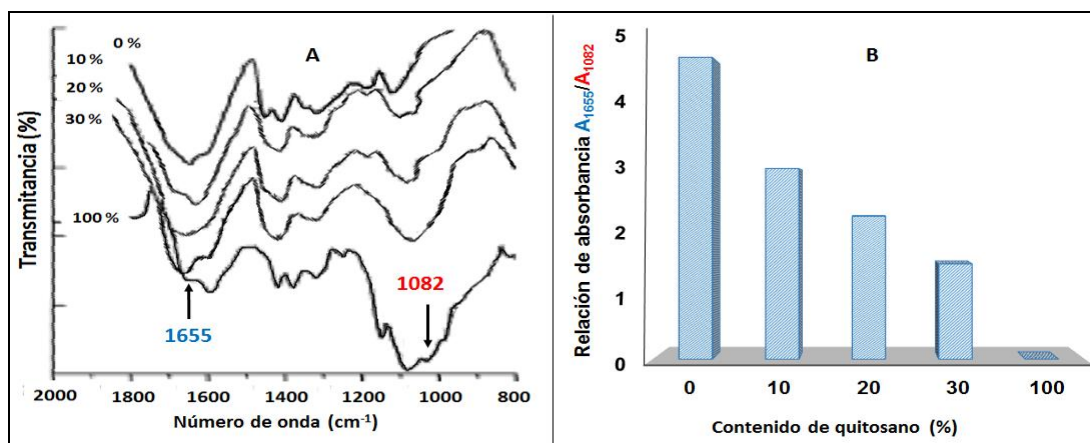 A
0 %
10 %
20 %
30 %
100 %
1655
1082
Transmitancia (%)
2000 1800 1600 1400 1200 1000 800
Número de onda (cm-1)
B
Relación de absorbancia A1655/A1082
5
4
3
2
1
0
0 10 20 30 100
Contenido de quitosano (%)